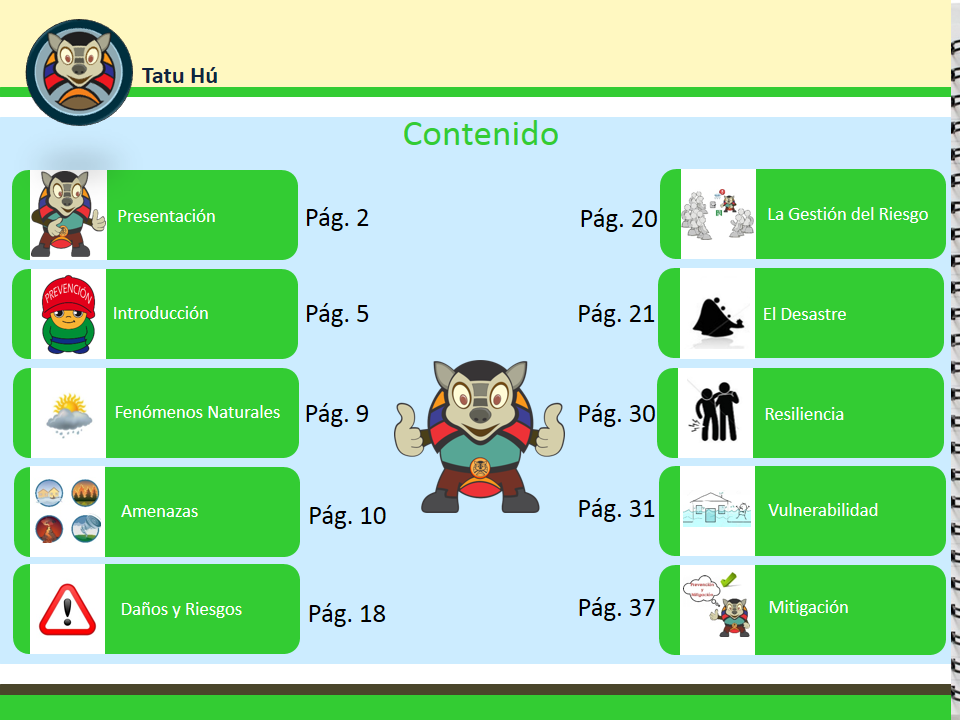 Tatu Hú
Contenido
Presentación
Pág. 2
PREVENCIÓN
Introducción
Pág. 5
Fenómenos Naturales
Pág. 9
Amenazas
Pág. 10
Daños y Riesgos
Pág. 18
Pág. 20
La Gestión del Riesgo
Pág. 21
El Desastre
Pág. 30
Resiliencia
Pág. 31
Vulnerabilidad
Pág. 37
Prevención
y
Mitigación
Mitigación